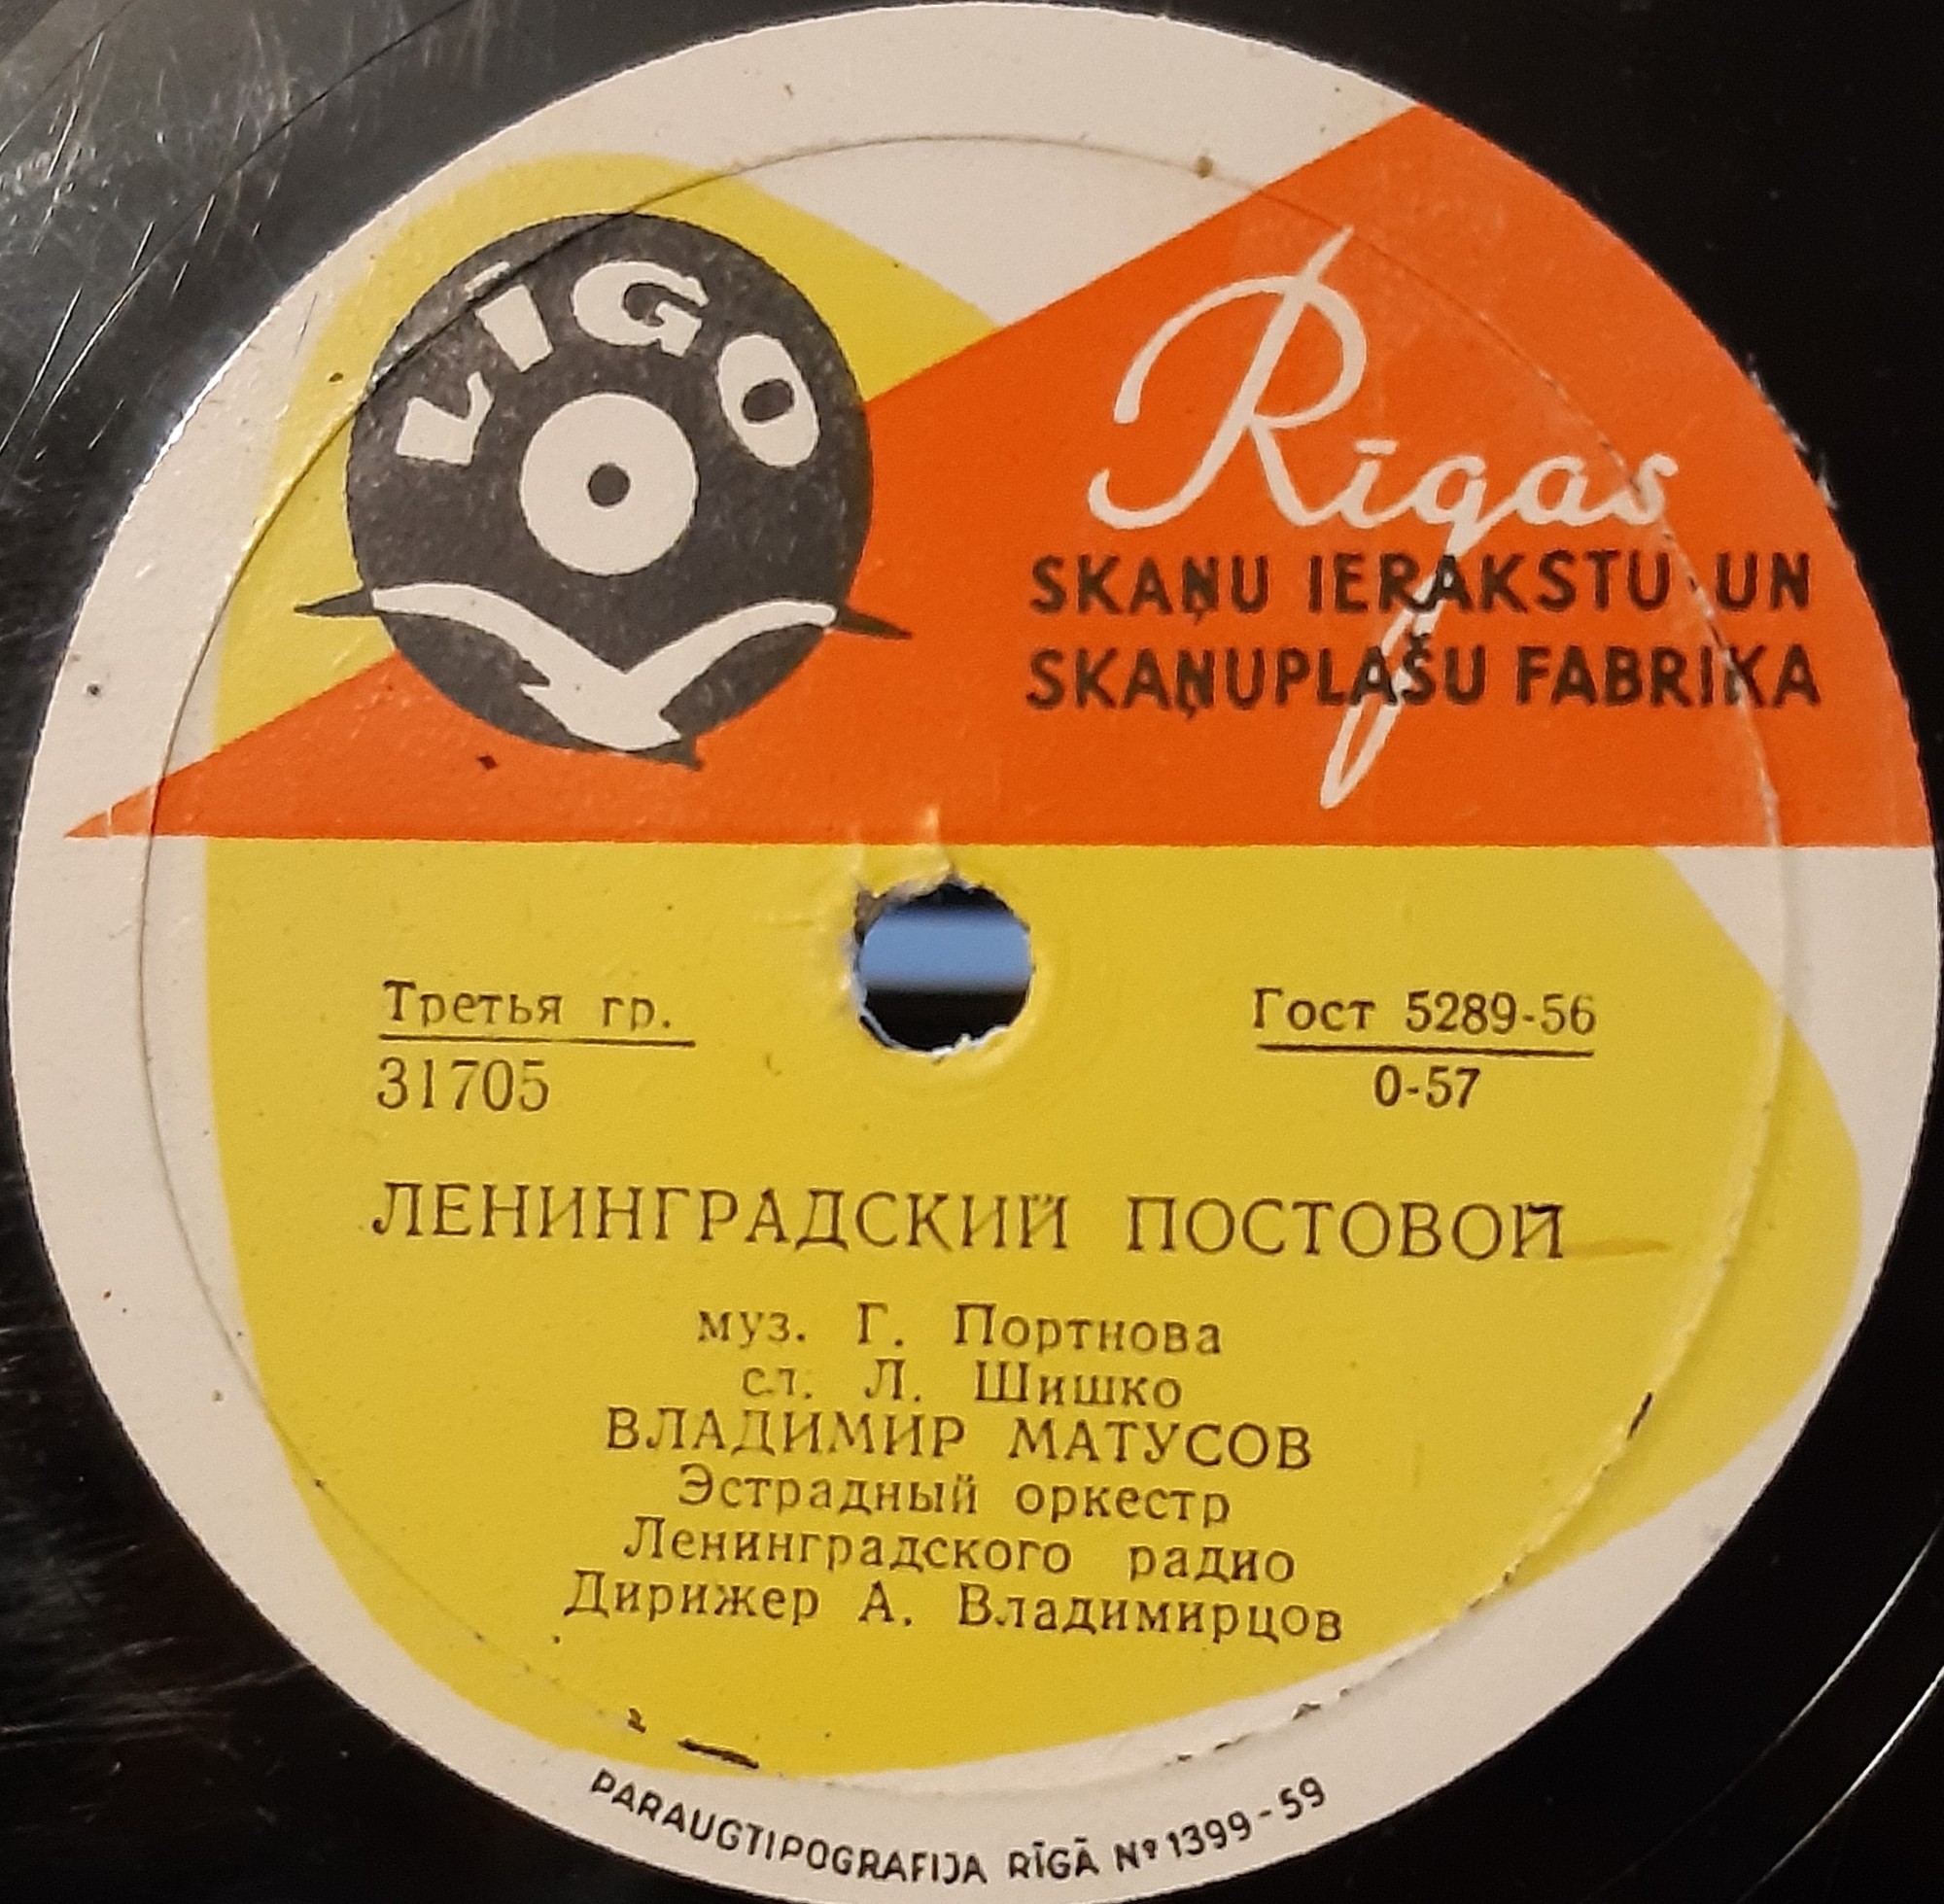 LĪGO
Rīgas
SKAŅU IERAKSTU UN
SKAŅUPLAŠU FABRIKA
Третья гр.
31705
Гост 5289-56
0-57
ЛЕНИНГРАДСКИЙ ПОСТОВОЙ
муз. Г. Портнова
сл. Л. Шишко
ВЛАДИМИР МАТУСОВ
Эстрадный оркестр
Ленинградского радио
Дирижер А. Владимирцов
PARAUGTIPOGRAFIJA RĪGĀ Nº 1399-59